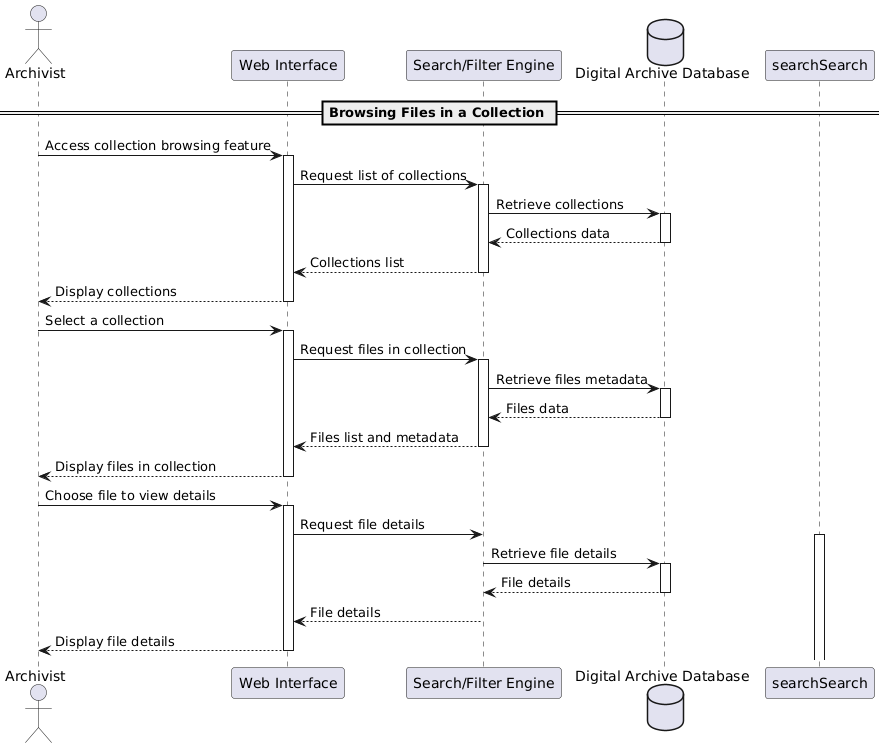 Archivist
Web Interface
Search/Filter Engine
Digital Archive Database
searchSearch
Browsing Files in a Collection
Access collection browsing feature
Request list of collections
Retrieve collections
Collections data
Collections list
Display collections
Select a collection
Request files in collection
Retrieve files metadata
Files data
Files list and metadata
Display files in collection
Choose file to view details
Request file details
Retrieve file details
File details
File details
Display file details
Archivist
Web Interface
Search/Filter Engine
Digital Archive Database
searchSearch